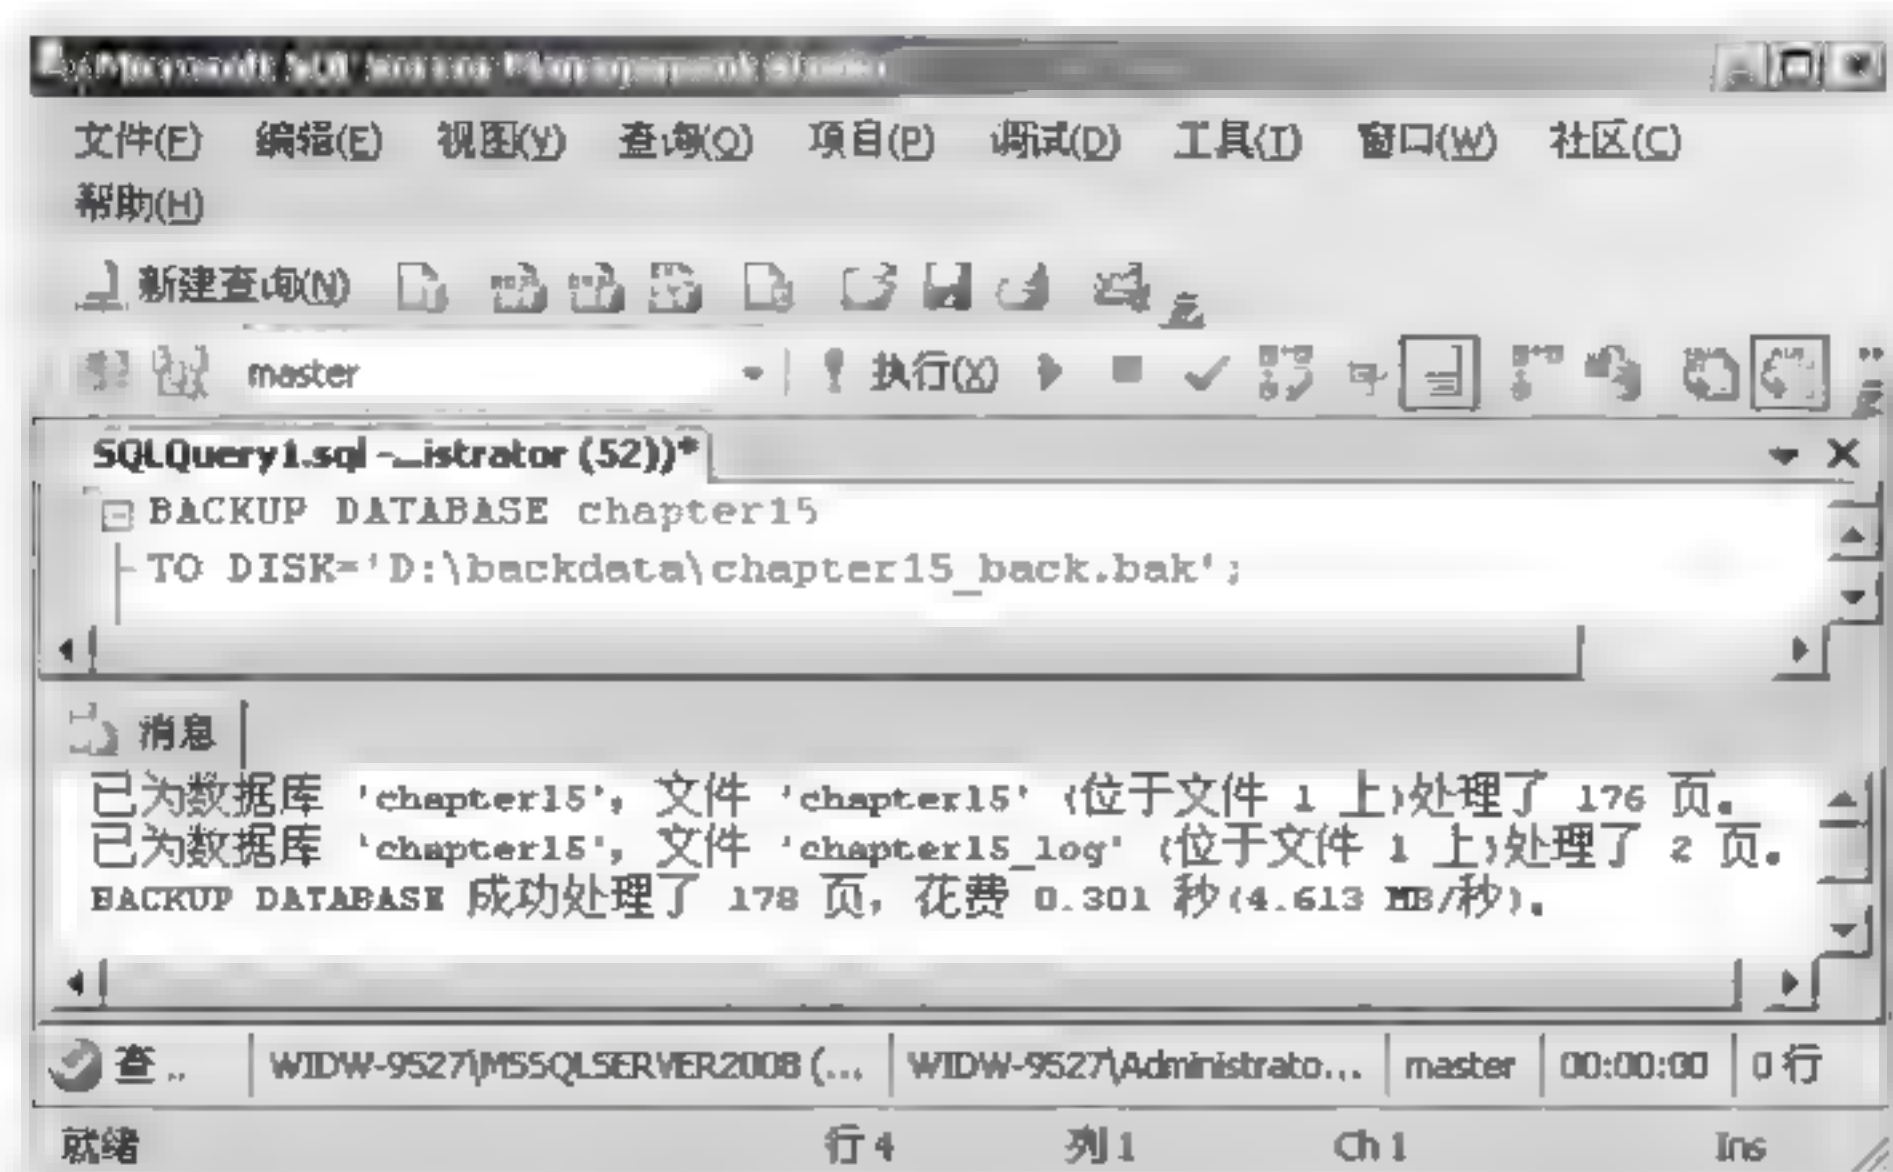 Microsoft SQL Server Management Studio
文件(F) 编辑(E) 视图(V) 查询(Q) 项目(P) 调试(D) 工具(T) 窗口(W) 社区(C)
帮助(H)
新建查询(N)
master 执行(X)
SQLQuery1.sql -...istrator (52))*
BACKUP DATABASE chapter15
TO DISK='D:\backdata\chapter15_back.bak';
消息
已为数据库 'chapter15'，文件 'chapter15' (位于文件 1 上)处理了 176 页。
已为数据库 'chapter15'，文件 'chapter15_log' (位于文件 1 上)处理了 2 页。
BACKUP DATABASE 成功处理了 178 页，花费 0.301 秒(4.613 MB/秒)。
查.. WIDW-9527\MSSQLSERVER2008 (... WIDW-9527\Administrato... master 00:00:00 0 行
就绪 行 4 列 1 Ch 1 Ins